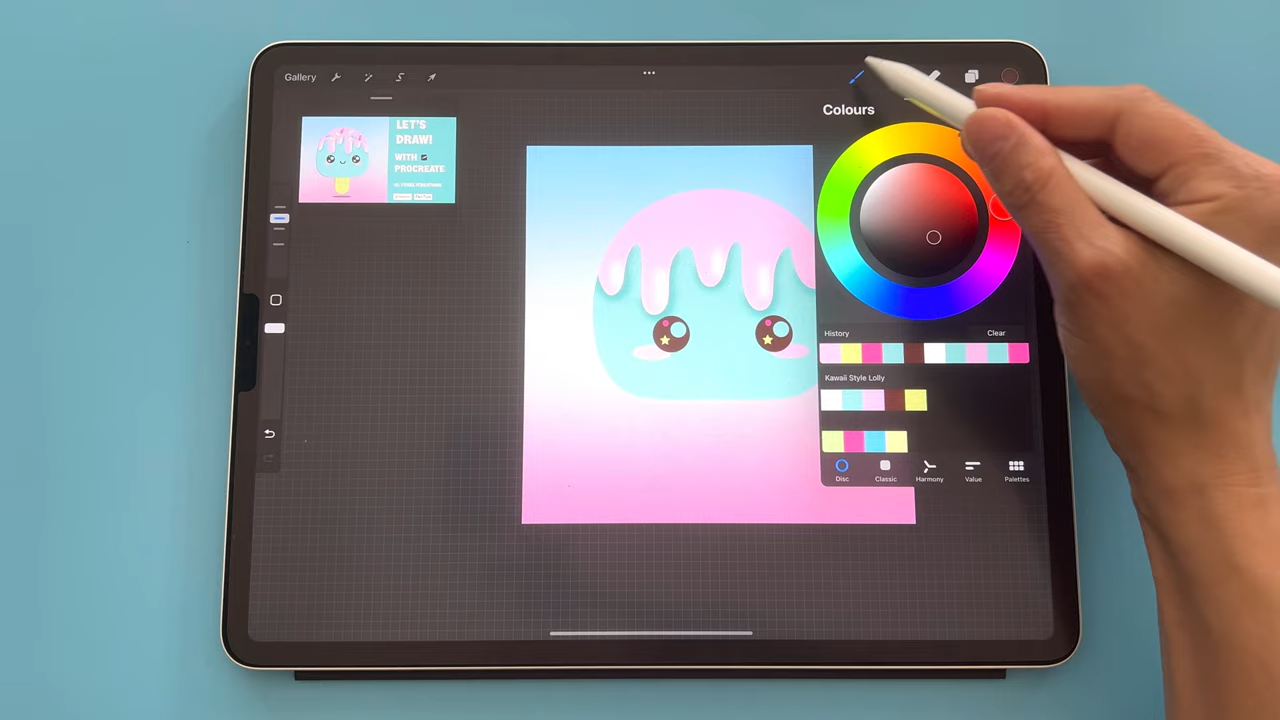 Gallery
LET'S
DRAW!
WITH
PROCREATE
Colours
History
Clear
Kawaii Style Lolly
Disc
Classic
Harmony
Value
Palettes